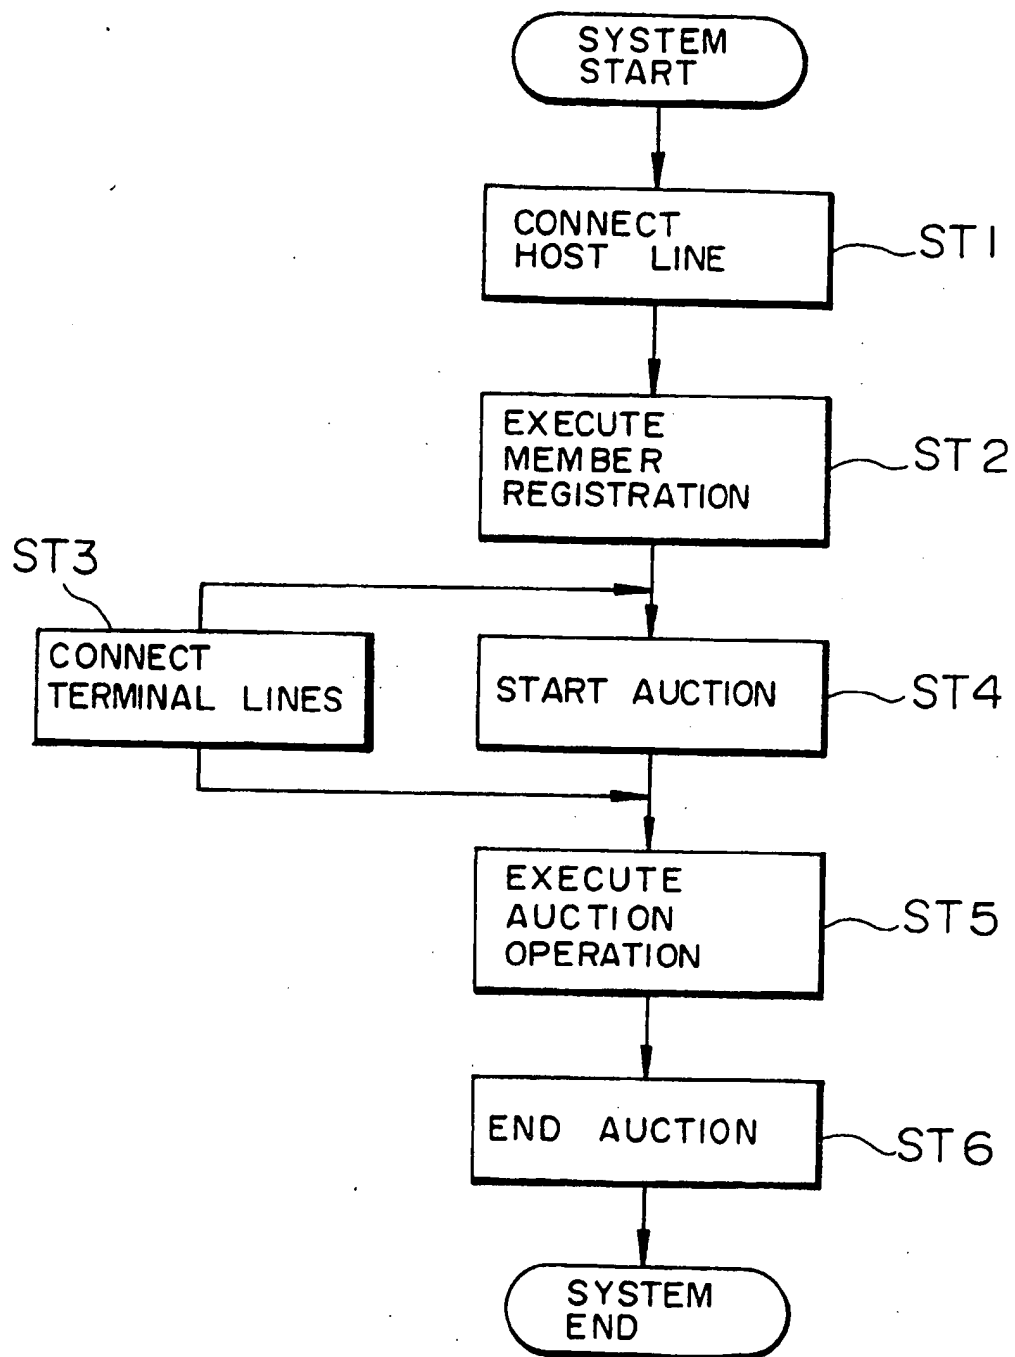 SYSTEM
START
CONNECT
HOST LINE
ST1
EXECUTE
MEMBER
REGISTRATION
ST2
ST3
CONNECT
TERMINAL LINES
START AUCTION
ST4
EXECUTE
AUCTION
OPERATION
ST5
END AUCTION
ST6
SYSTEM
END